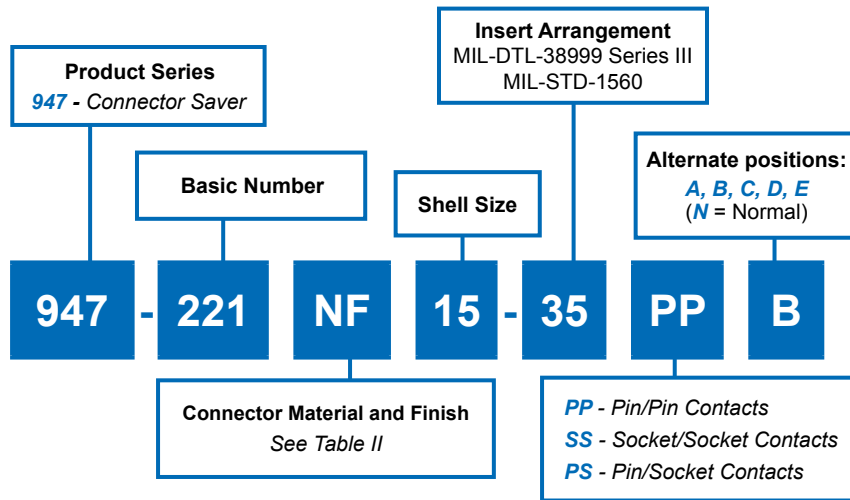 Insert Arrangement
MIL-DTL-38999 Series III
MIL-STD-1560
Product Series
947 - Connector Saver
Basic Number
Shell Size
Alternate positions:
A, B, C, D, E
(N = Normal)
947 - 221 NF 15 - 35 PP B
Connector Material and Finish
See Table II
PP - Pin/Pin Contacts
SS - Socket/Socket Contacts
PS - Pin/Socket Contacts